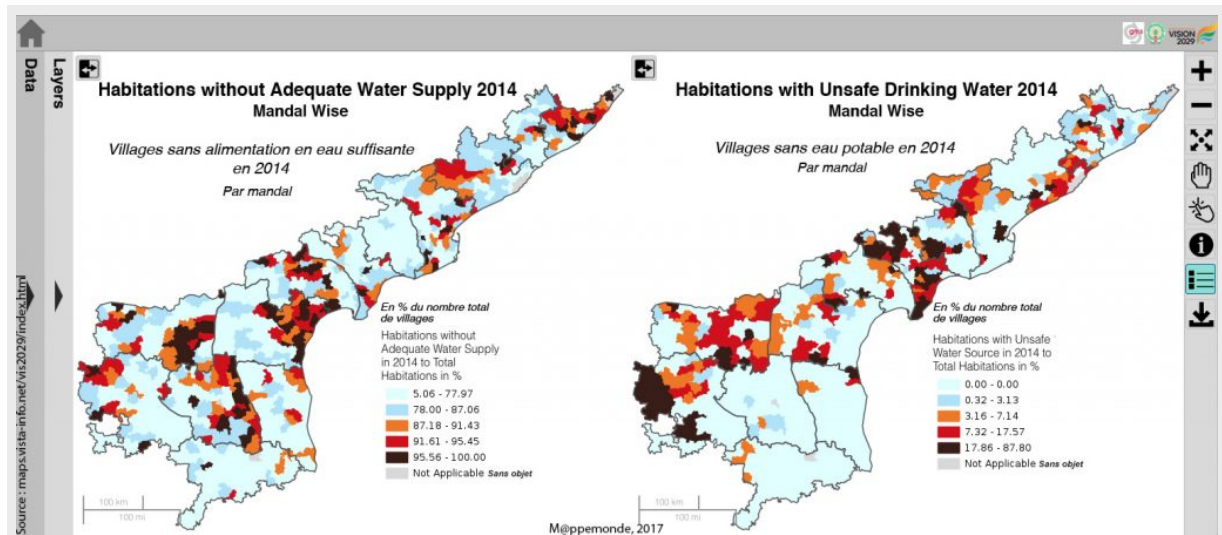 VISION
2029
Data
Layers
Source : maps.vista-info.net/vis2029/index.html
Habitations without Adequate Water Supply 2014
Mandal Wise
Villages sans alimentation en eau suffisante
en 2014
Par mandal
En % du nombre total
de villages
Habitations without
Adequate Water Supply
in 2014 to Total
Habitations in %
5.06 - 77.97
78.00 - 87.06
87.18 - 91.43
91.61 - 95.45
95.56 - 100.00
Not Applicable Sans objet
100 km
100 mi
Habitations with Unsafe Drinking Water 2014
Mandal Wise
Villages sans eau potable en 2014
Par mandal
En % du nombre total
de villages
Habitations with Unsafe
Water Source in 2014 to
Total Habitations in %
0.00 - 0.00
0.32 - 3.13
3.16 - 7.14
7.32 - 17.57
17.86 - 87.80
Not Applicable Sans objet
100 km
100 mi
M@ppemonde, 2017